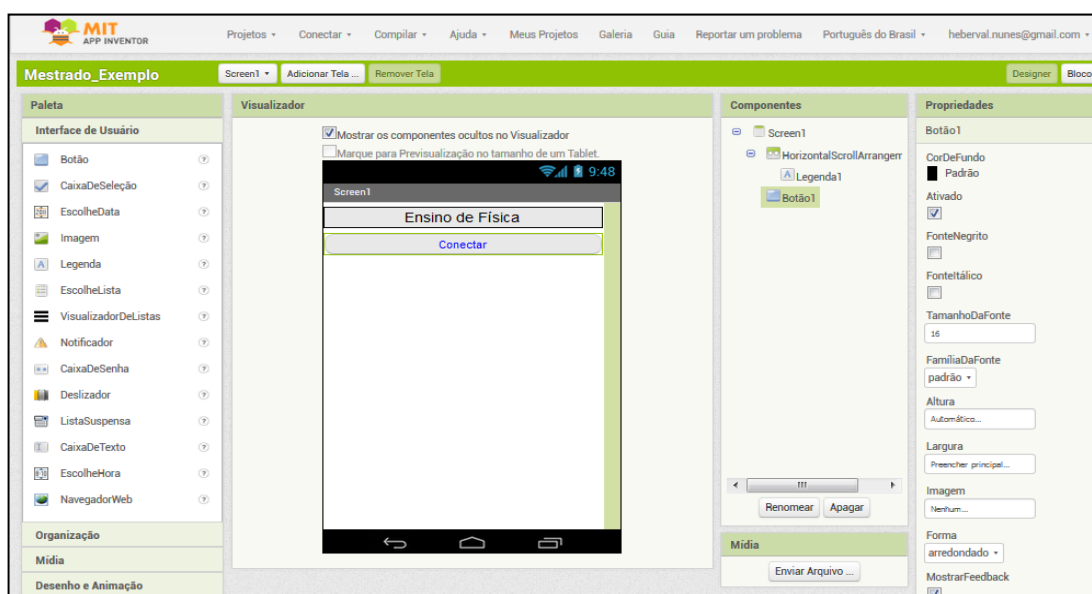 MIT
APP INVENTOR
Projetos Conectar Compilar Ajuda Meus Projetos Galeria Guia Reportar um problema Português do Brasil heberval.nunes@gmail.com
Mestrado_Exemplo Screen1 Adicionar Tela ... Remover Tela Designer Bloco
Paleta
Interface de Usuário
Botão
CaixaDeSeleção
EscolheData
Imagem
Legenda
EscolheLista
VisualizadorDeListas
Notificador
CaixaDeSenha
Deslizador
ListaSuspensa
CaixaDeTexto
EscolheHora
NavegadorWeb
Organização
Mídia
Desenho e Animação
Visualizador
Mostrar os componentes ocultos no Visualizador
Marque para Previsualização no tamanho de um Tablet.
9:48
Screen1
Ensino de Física
Conectar
Componentes
Screen1
HorizontalScrollArrangem
Legenda1
Botão1
Renomear Apagar
Mídia
Enviar Arquivo ...
Propriedades
Botão1
CorDeFundo
Padrão
Ativado
FonteNegrito
FonteItálico
TamanhoDaFonte
16
FamíliaDaFonte
padrão
Altura
Automático...
Largura
Preencher principal...
Imagem
Nenhum...
Forma
arredondado
MostrarFeedback